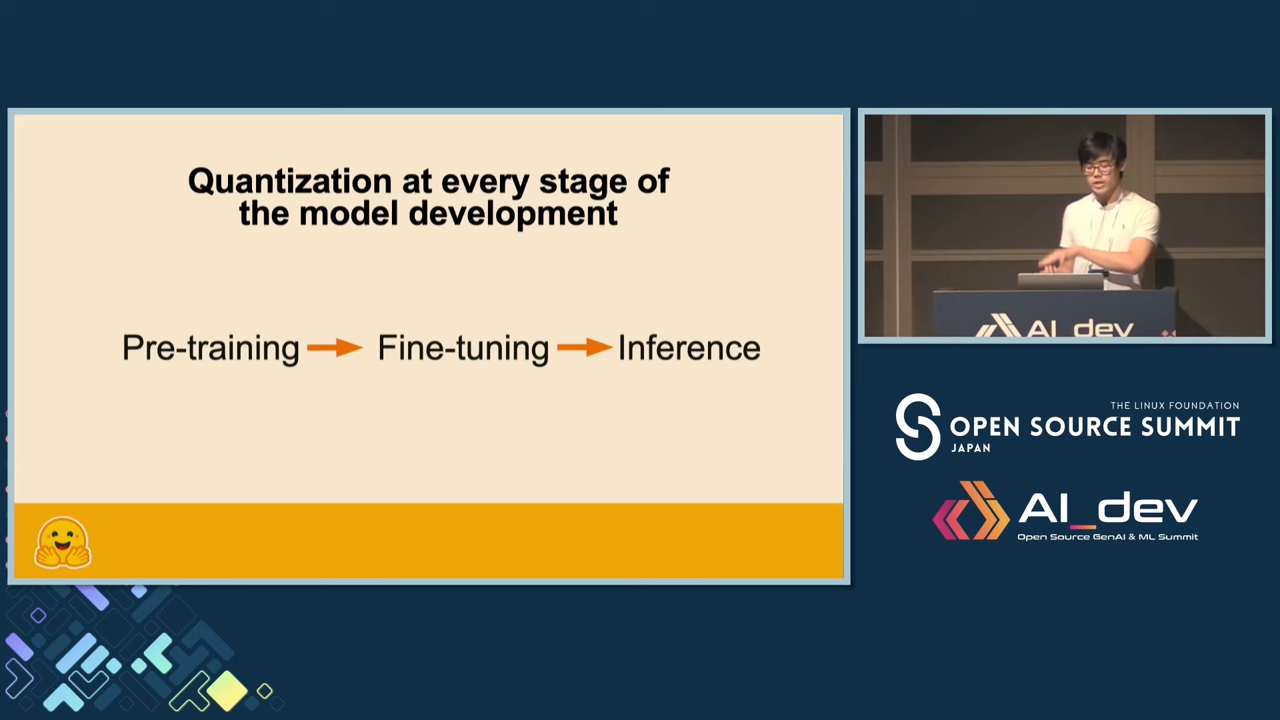 Quantization at every stage of
the model development
Pre-training
Fine-tuning
Inference
AI_dev
THE LINUX FOUNDATION
OPEN SOURCE SUMMIT
JAPAN
AI_dev
Open Source GenAI & ML Summit